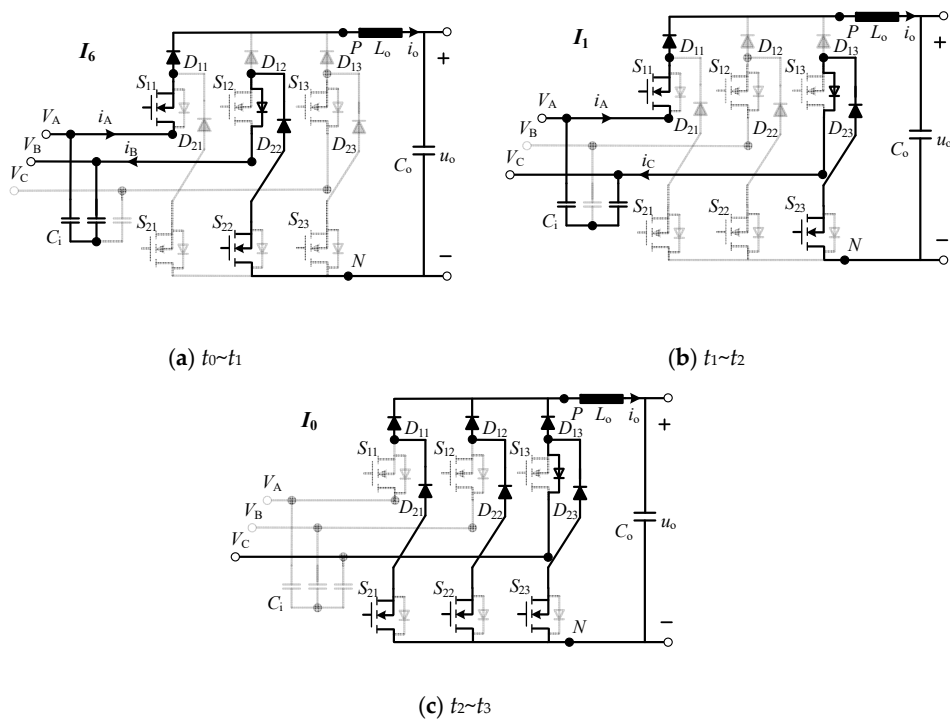 I6
P Lo io
D11 D12 D13
S11 S12 S13
VA iA
VB iB
VC
D21 D22 D23
Co uo
+
−
Ci
S21 S22 S23
N
(a) t0~t1
I1
P Lo io
D11 D12 D13
S11 S12 S13
VA iA
VB
VC iC
D21 D22 D23
Co uo
+
−
Ci
S21 S22 S23
N
(b) t1~t2
I0
P Lo io
D11 D12 D13
S11 S12 S13
VA
VB
VC
D21 D22 D23
Co uo
+
−
Ci
S21 S22 S23
N
(c) t2~t3